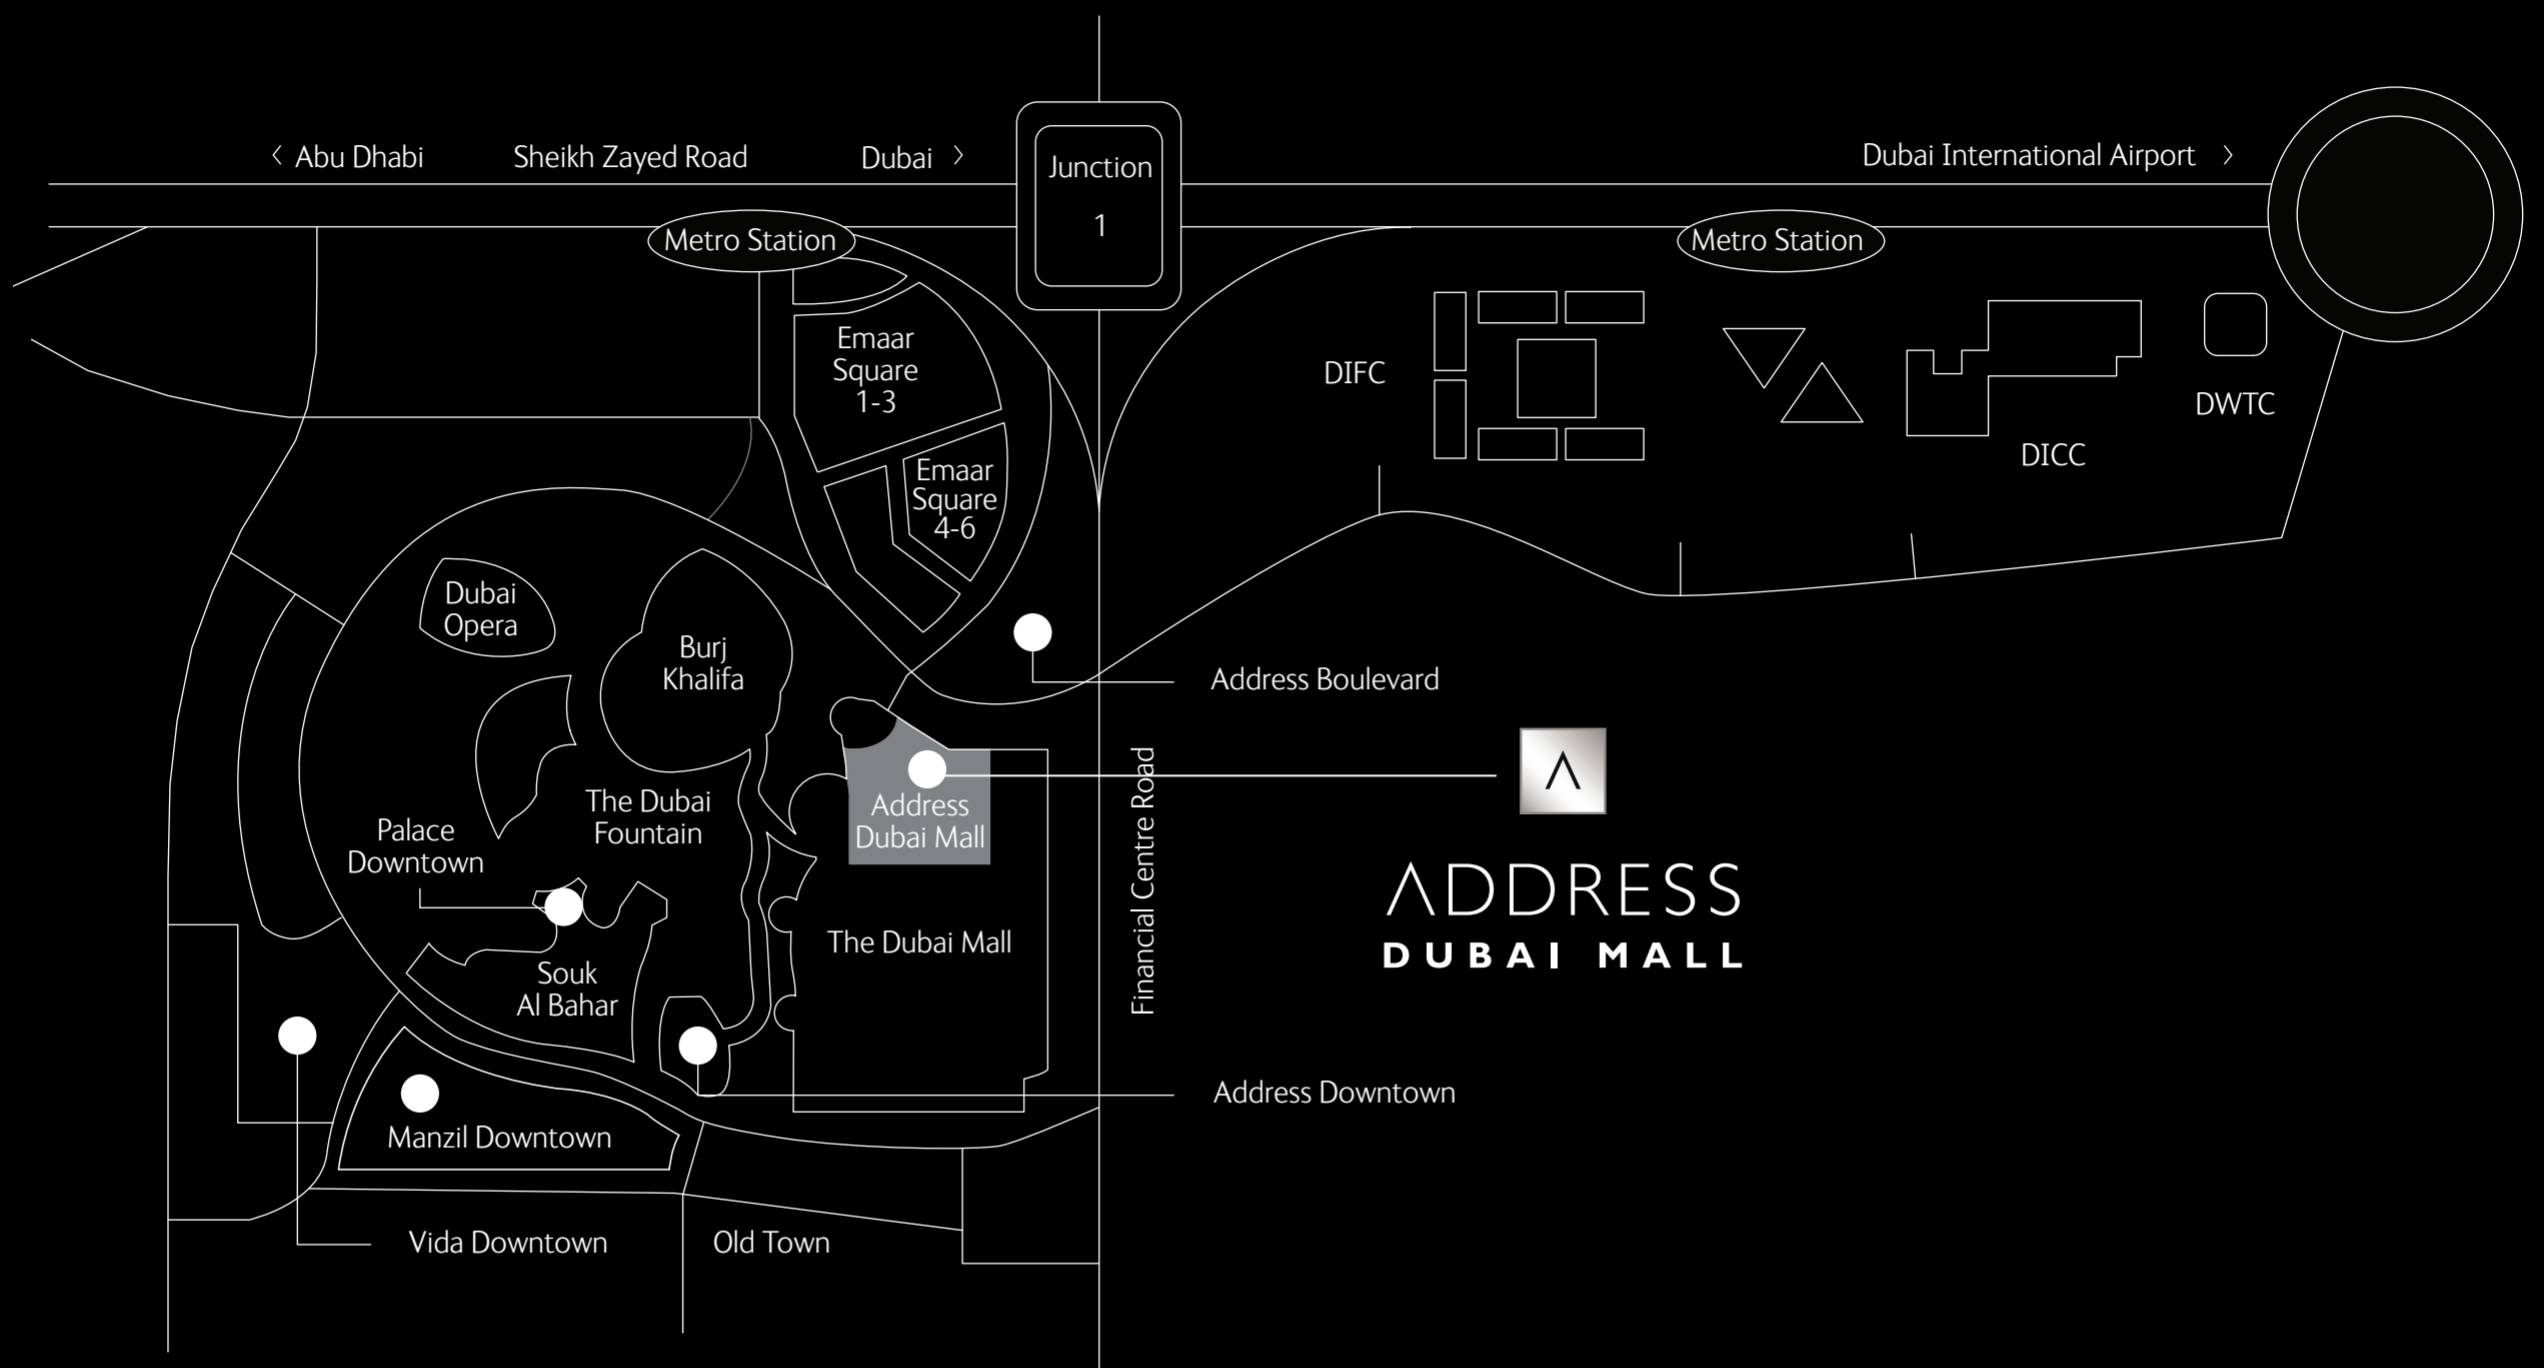 〈 Abu Dhabi
Sheikh Zayed Road
Dubai 〉
Junction
1
Dubai International Airport 〉
Metro Station
Metro Station
Emaar
Square
1-3
Emaar
Square
4-6
DIFC
DICC
DWTC
Dubai
Opera
Burj
Khalifa
Address Boulevard
The Dubai
Fountain
Address
Dubai Mall
Palace
Downtown
The Dubai Mall
Financial Centre Road
ADDRESS
DUBAI MALL
Souk
Al Bahar
Address Downtown
Manzil Downtown
Vida Downtown
Old Town